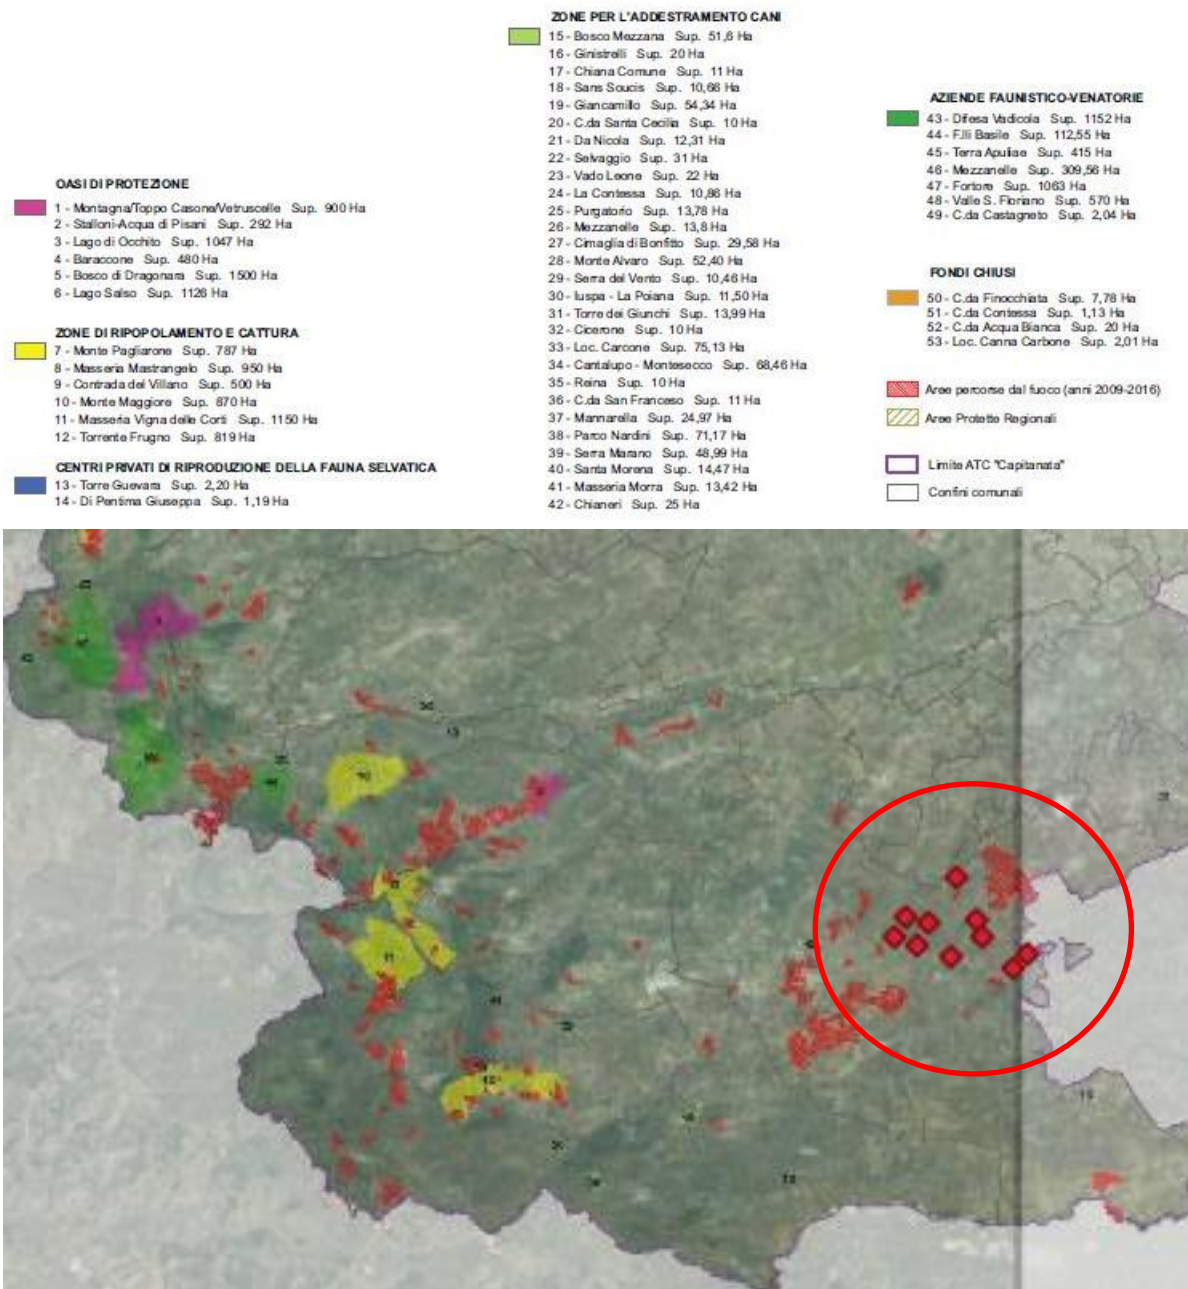 OASI DI PROTEZIONE
1 - Montagna/Toppo Casone/Vetruscelle Sup. 900 Ha
2 - Stalloni-Acqua di Pisani Sup. 292 Ha
3 - Lago di Occhito Sup. 1047 Ha
4 - Baraccone Sup. 480 Ha
5 - Bosco di Dragonara Sup. 1500 Ha
6 - Lago Salso Sup. 1126 Ha
ZONE DI RIPOPOLAMENTO E CATTURA
7 - Monte Pagliarone Sup. 787 Ha
8 - Masseria Mastrangelo Sup. 950 Ha
9 - Contrada del Villano Sup. 500 Ha
10 - Monte Maggiore Sup. 870 Ha
11 - Masseria Vigna delle Corti Sup. 1150 Ha
12 - Torrente Frugno Sup. 819 Ha
CENTRI PRIVATI DI RIPRODUZIONE DELLA FAUNA SELVATICA
13 - Torre Guevara Sup. 2,20 Ha
14 - Di Pentima Giuseppa Sup. 1,19 Ha
ZONE PER L'ADDESTRAMENTO CANI
15 - Bosco Mezzana Sup. 51,6 Ha
16 - Ginistrelli Sup. 20 Ha
17 - Chiana Comune Sup. 11 Ha
18 - Sans Soucis Sup. 10,66 Ha
19 - Giancamillo Sup. 54,34 Ha
20 - C.da Santa Cecilia Sup. 10 Ha
21 - Da Nicola Sup. 12,31 Ha
22 - Selvaggio Sup. 31 Ha
23 - Vado Leone Sup. 22 Ha
24 - La Contessa Sup. 10,86 Ha
25 - Purgatorio Sup. 13,78 Ha
26 - Mezzanelle Sup. 13,8 Ha
27 - Cimaglia di Bonfitto Sup. 29,58 Ha
28 - Monte Alvaro Sup. 52,40 Ha
29 - Serra del Vento Sup. 10,46 Ha
30 - Iuspa - La Poiana Sup. 11,50 Ha
31 - Torre dei Giunchi Sup. 13,99 Ha
32 - Cicerone Sup. 10 Ha
33 - Loc. Carcone Sup. 75,13 Ha
34 - Cantalupo - Montesecco Sup. 68,46 Ha
35 - Reina Sup. 10 Ha
36 - C.da San Franceso Sup. 11 Ha
37 - Mannarella Sup. 24,97 Ha
38 - Parco Nardini Sup. 71,17 Ha
39 - Serra Marano Sup. 48,99 Ha
40 - Santa Morena Sup. 14,47 Ha
41 - Masseria Morra Sup. 13,42 Ha
42 - Chianeri Sup. 25 Ha
AZIENDE FAUNISTICO-VENATORIE
43 - Difesa Vadicola Sup. 1152 Ha
44 - F.lli Basile Sup. 112,55 Ha
45 - Terra Apuliae Sup. 415 Ha
46 - Mezzanelle Sup. 309,56 Ha
47 - Fortore Sup. 1063 Ha
48 - Valle S. Floriano Sup. 570 Ha
49 - C.da Castagneto Sup. 2,04 Ha
FONDI CHIUSI
50 - C.da Finocchiata Sup. 7,78 Ha
51 - C.da Contessa Sup. 1,13 Ha
52 - C.da Acqua Bianca Sup. 20 Ha
53 - Loc. Canna Carbone Sup. 2,01 Ha
Aree percorse dal fuoco (anni 2009-2016)
Aree Protette Regionali
Limite ATC "Capitanata"
Confini comunali